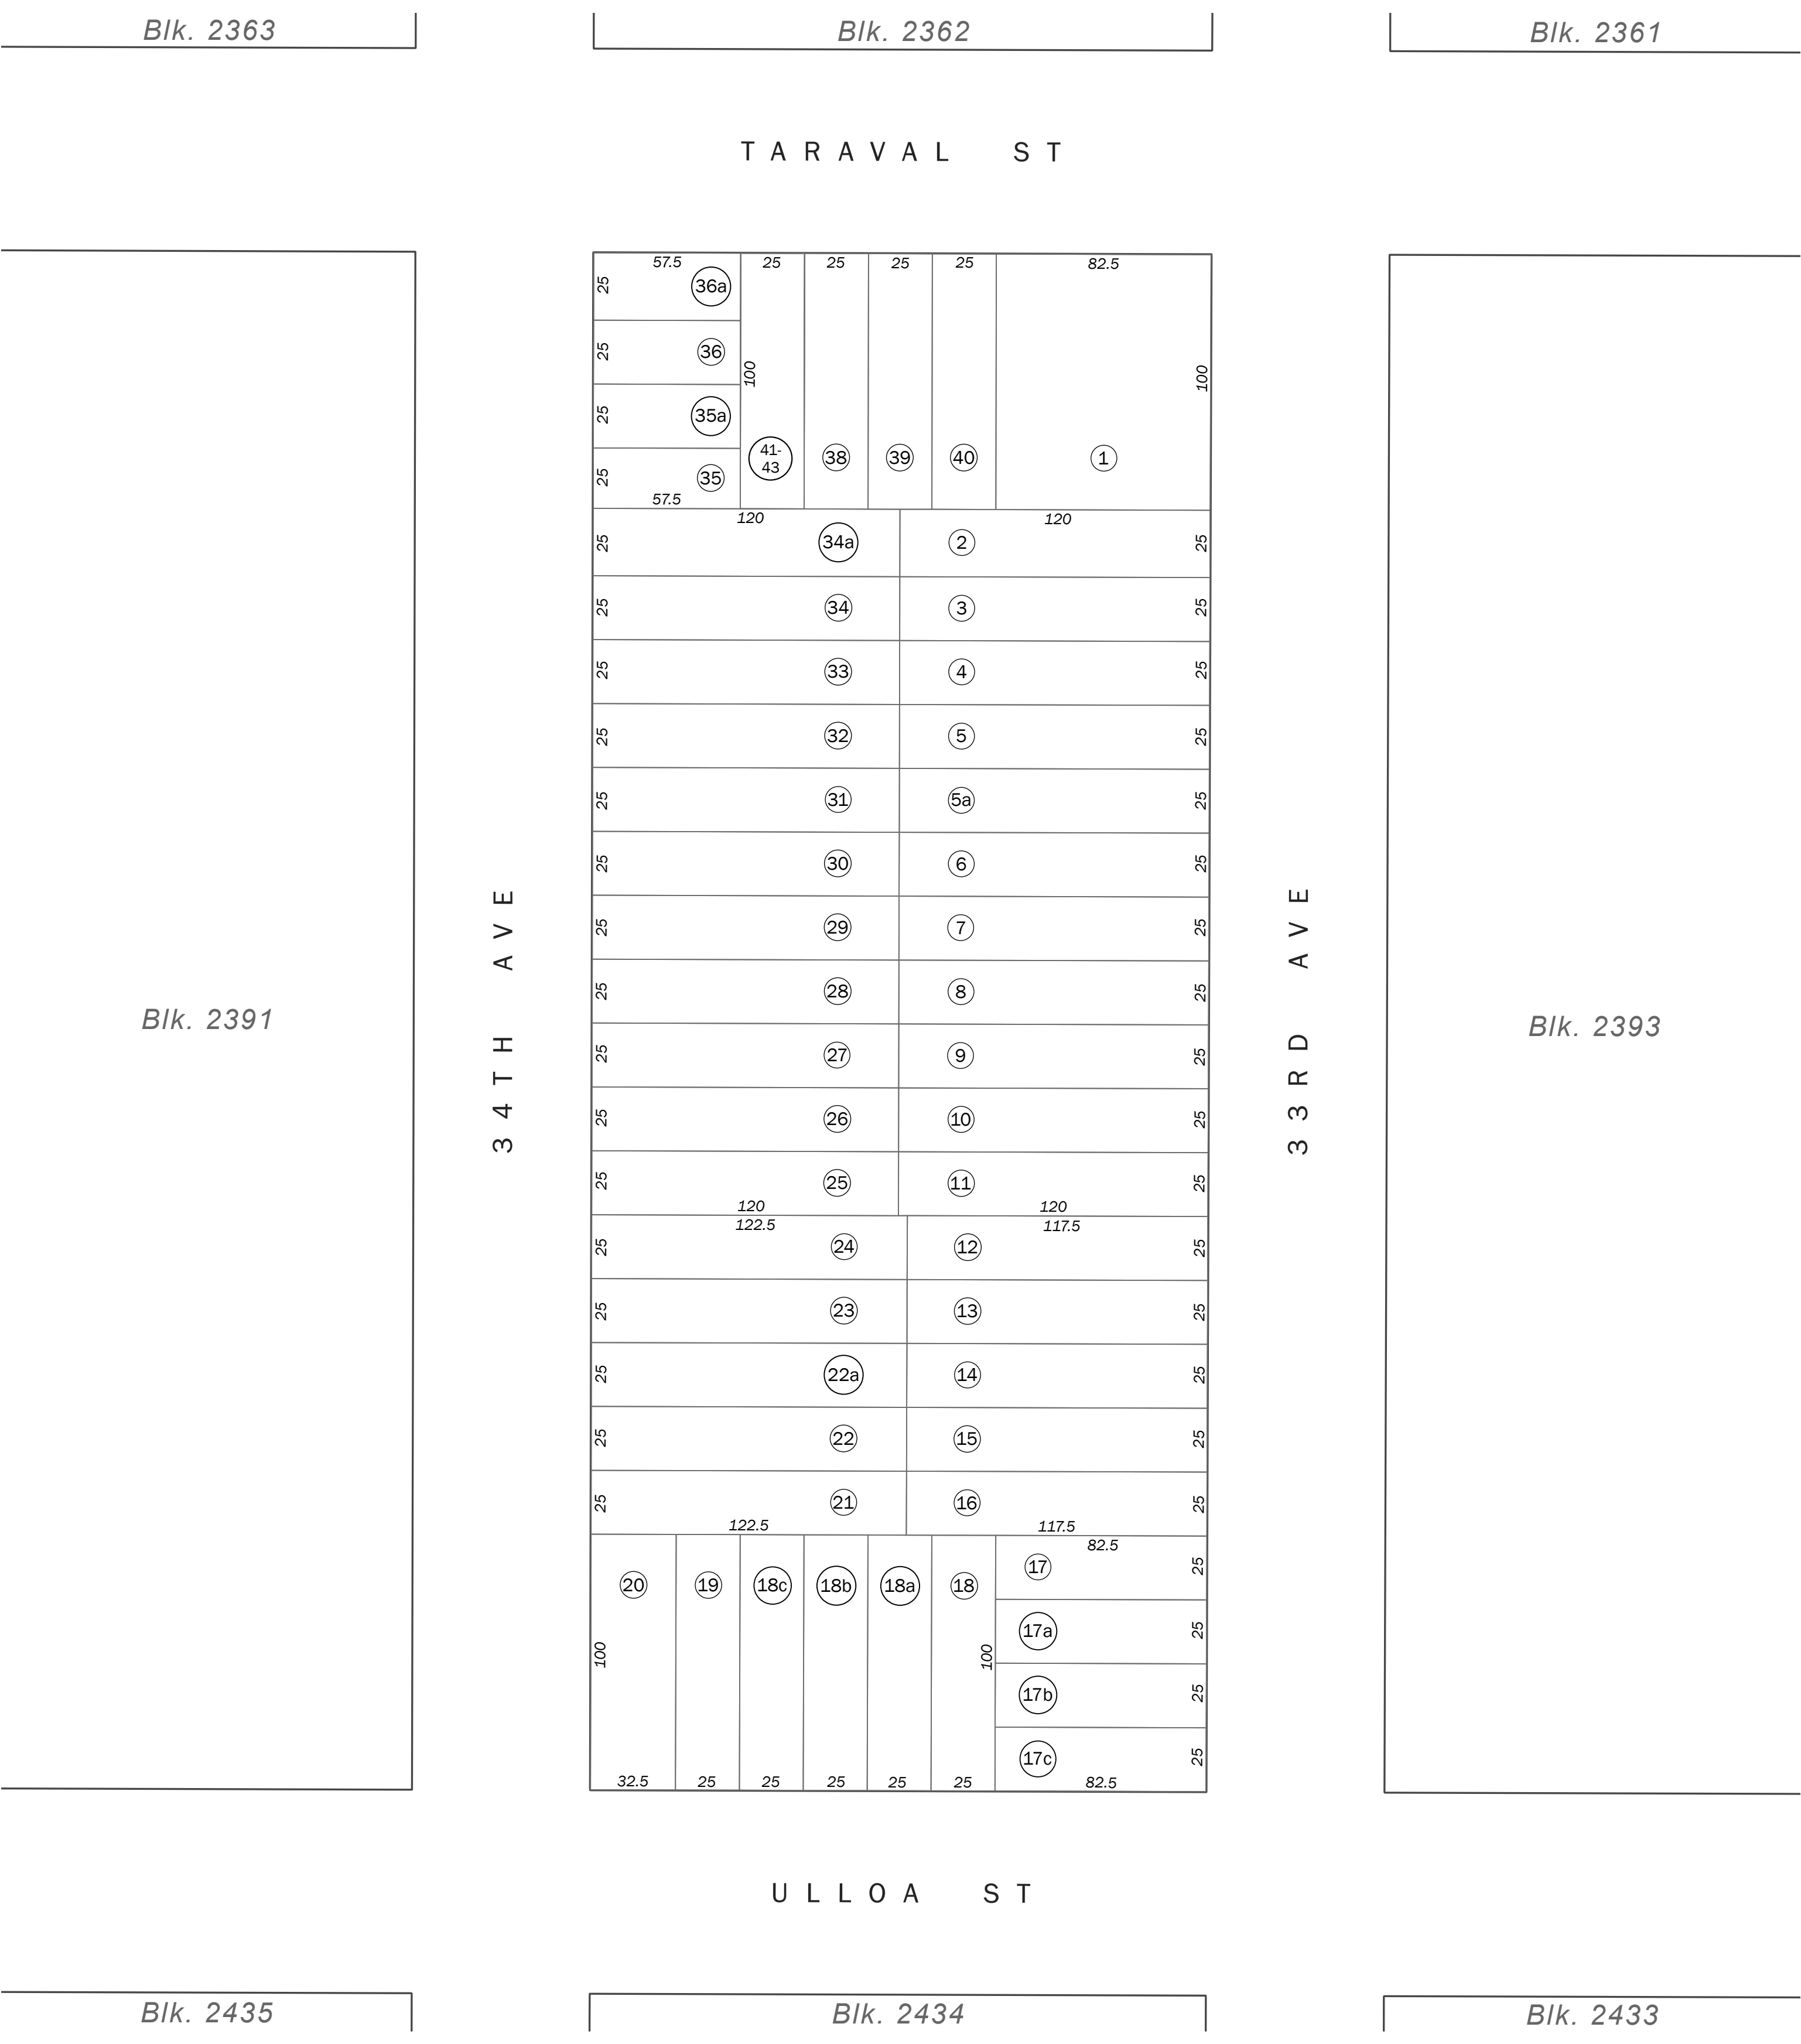 Blk. 2363
Blk. 2362
Blk. 2361
TARAVAL ST
57.5 25 25 25 25 82.5
25 36a
25 36
100 100
25 35a
41-
43
38 39 40 1
25 35
57.5
120 120
25 34a 2 25
25 34 3 25
25 33 4 25
25 32 5 25
25 31 5a 25
25 30 6 25
25 29 7 25
25 28 8 25
25 27 9 25
25 26 10 25
25 25 11 25
120 120
122.5 117.5
25 24 12 25
25 23 13 25
25 22a 14 25
25 22 15 25
25 21 16 25
122.5 117.5
82.5
17 25
20 19 18c 18b 18a 18
17a 25
100 100
17b 25
17c 25
32.5 25 25 25 25 25 82.5
34TH AVE
33RD AVE
Blk. 2391
Blk. 2393
ULLOA ST
Blk. 2435
Blk. 2434
Blk. 2433